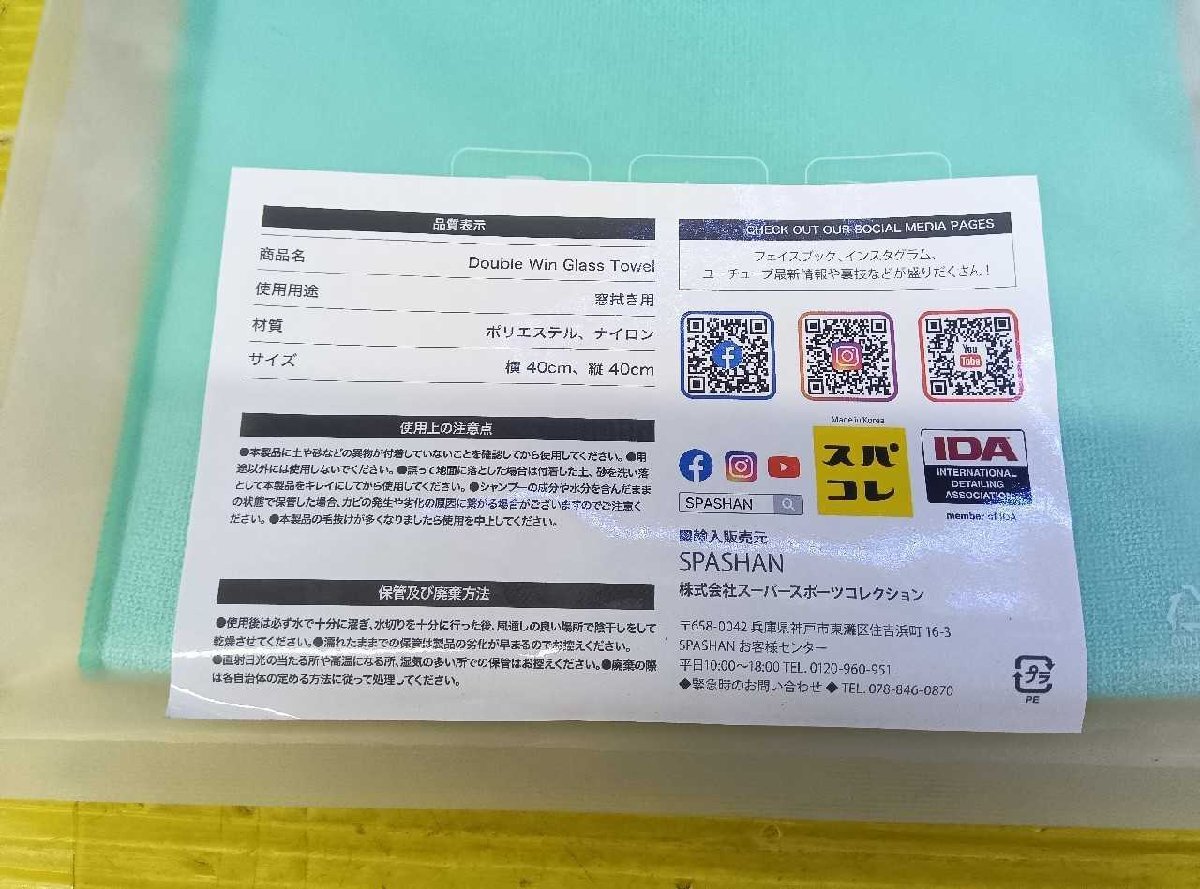 品質表示
商品名 Double Win Glass Towel
使用用途 窓拭き用
材質 ポリエステル、ナイロン
サイズ 横 40cm、縦 40cm
使用上の注意点
●本製品に土や砂などの異物が付着していないことを確認してから使用してください。●用
途以外には使用しないでください。●誤って地面に落とした場合は付着した土、砂を洗い落
として本製品をキレイにしてから使用してください。●シャンプーの成分や水分を含んだまま
の状態で保管した場合、カビの発生や劣化の原因に繋がる場合がございますのでご注意く
ださい。●本製品の毛抜けが多くなりましたら使用を中止してください。
保管及び廃棄方法
●使用後は必ず水で十分に濯ぎ、水切りを十分に行った後、風通しの良い場所で陰干しをして
乾燥させてください。●濡れたままでの保管は製品の劣化が早まるのでお控えください。
●直射日光の当たる所や高温になる所、湿気の多い所での保管はお控えください。●廃棄の際
は各自治体の定める方法に従って処理してください。
CHECK OUT OUR SOCIAL MEDIA PAGES
フェイスブック、インスタグラム、
ユーチューブ最新情報や裏技などが盛りだくさん！
You
Tube
Made in Korea
スパ
コレ
IDA
INTERNATIONAL
DETAILING
ASSOCIATION
member of IDA
SPASHAN
輸入販売元
SPASHAN
株式会社スーパースポーツコレクション
〒658-0042 兵庫県神戸市東灘区住吉浜町 16-3
SPASHAN お客様センター
平日10:00〜18:00 TEL. 0120-960-951
◆緊急時のお問い合わせ ◆ TEL. 078-846-0870
プラ
PE